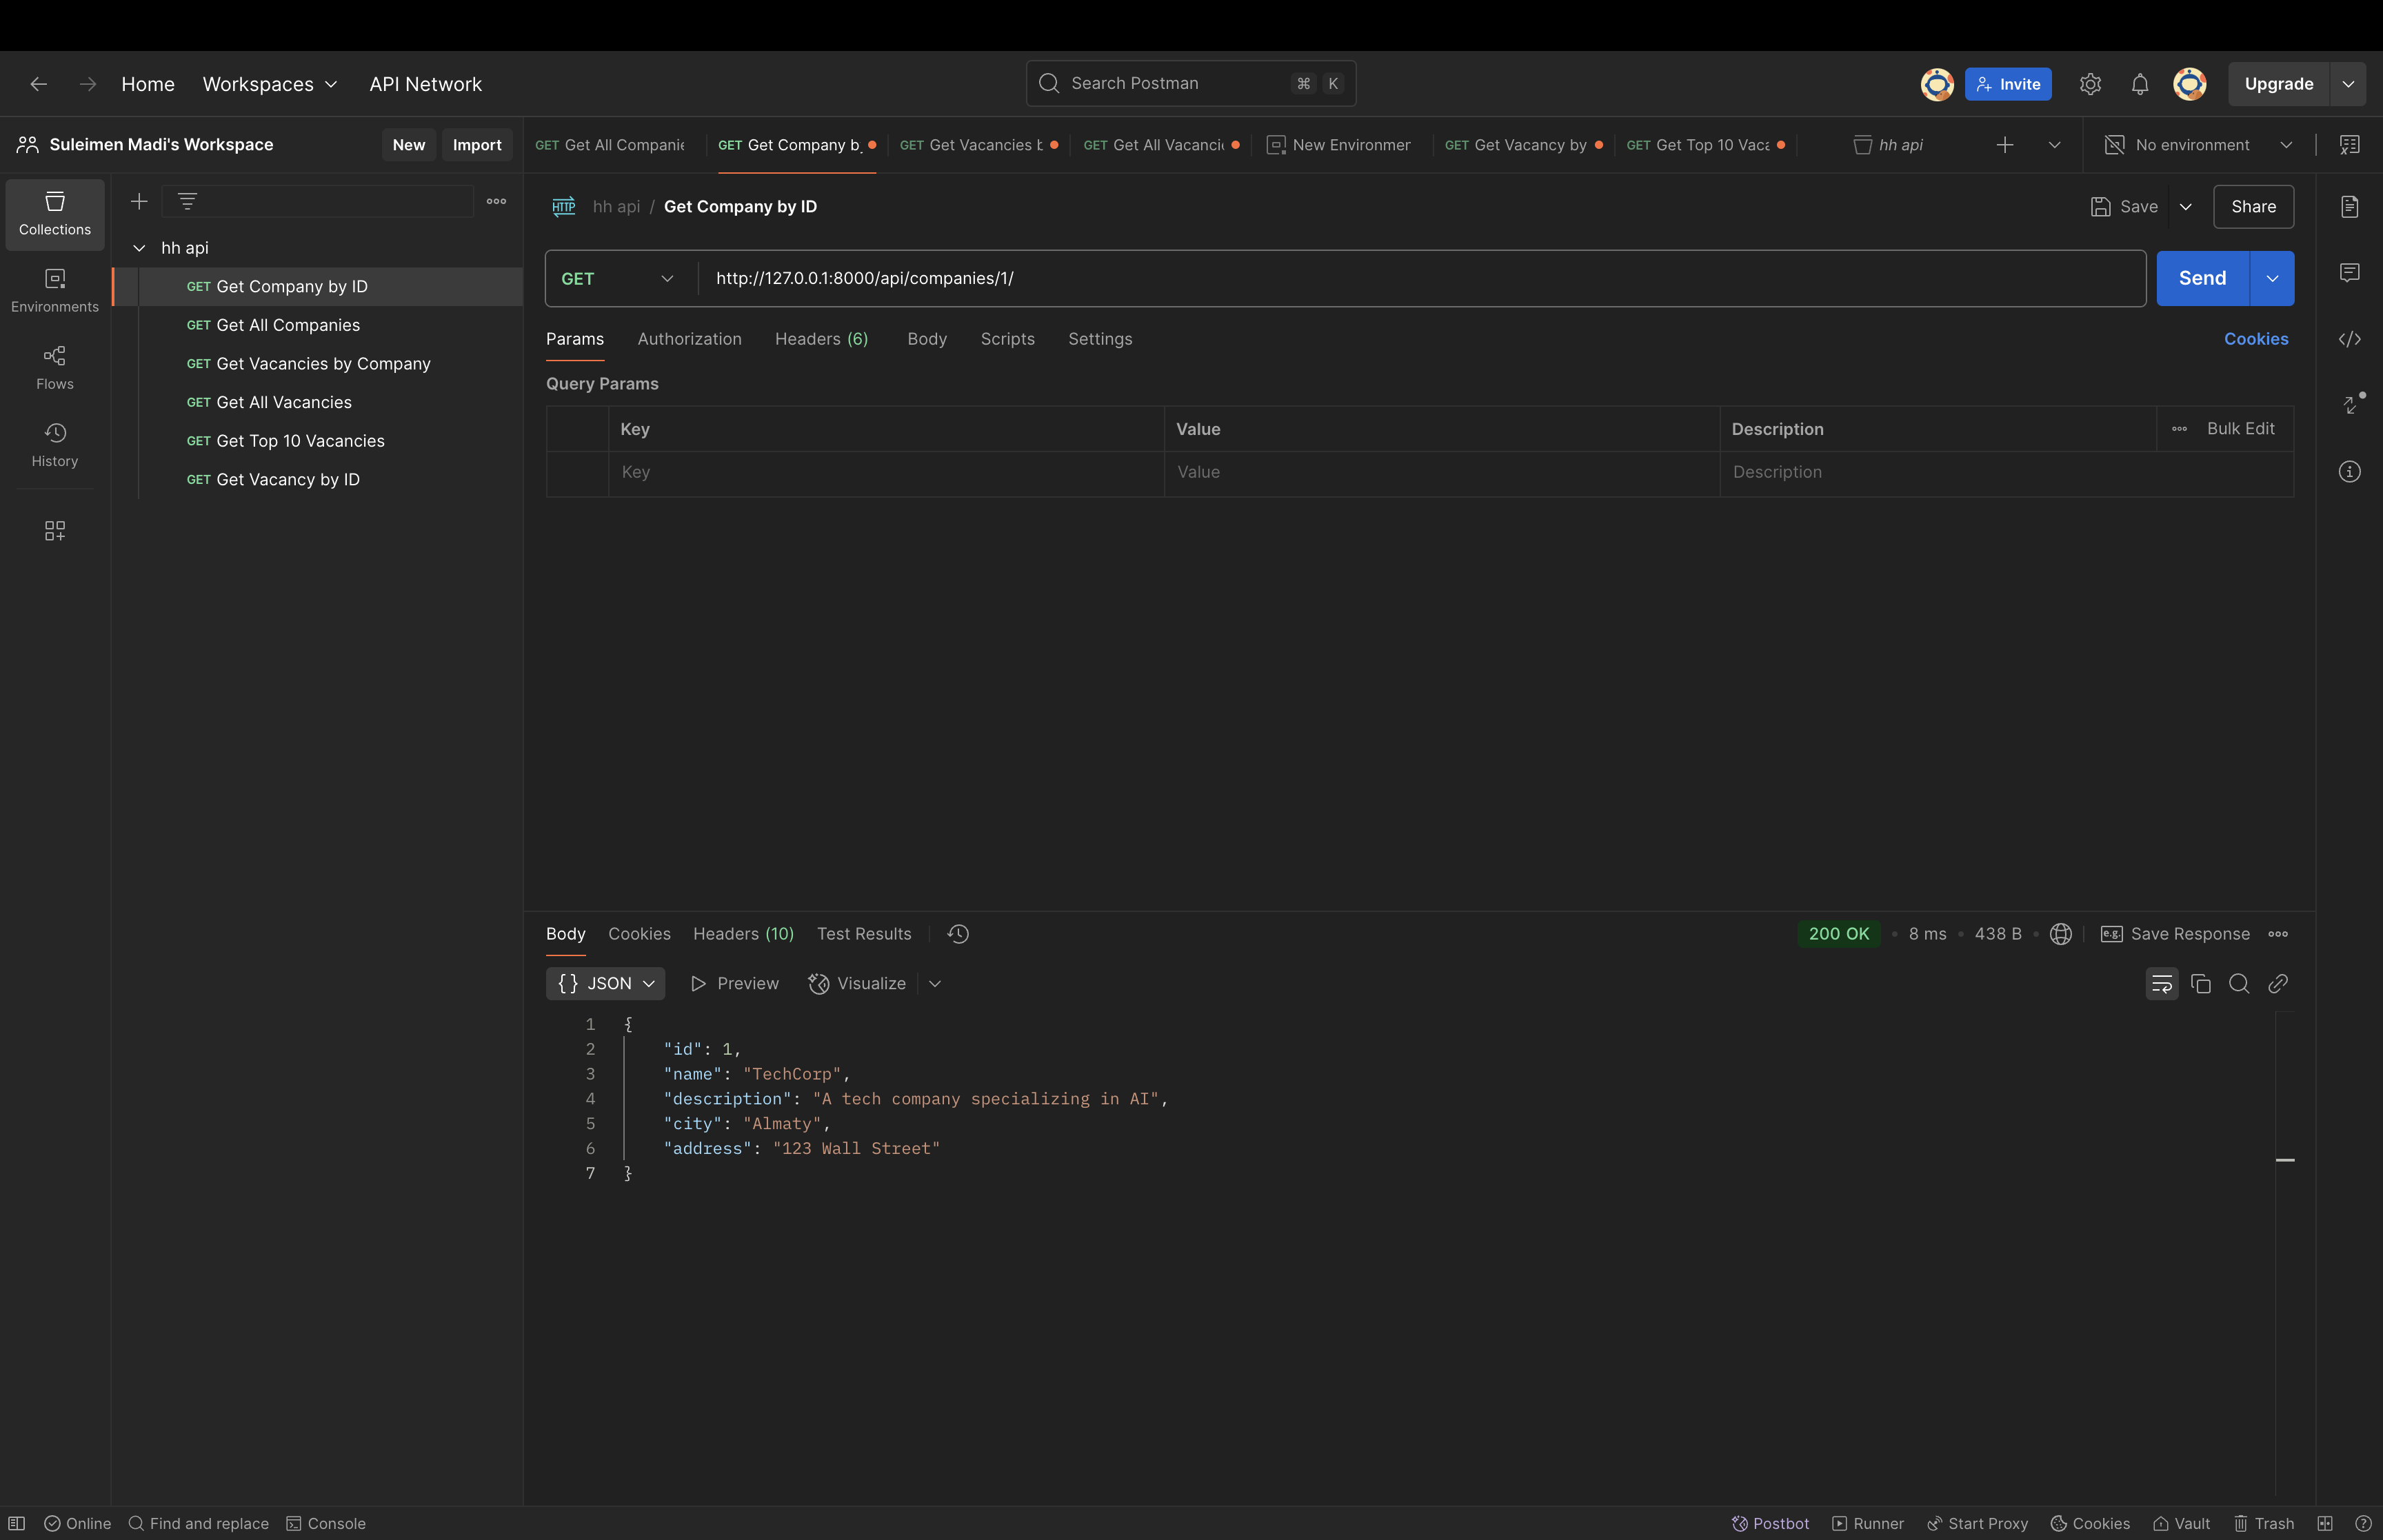 Home Workspaces API Network Search Postman ⌘ K Invite Upgrade
Suleimen Madi's Workspace New Import
GET Get All Companie GET Get Company b GET Get Vacancies b GET Get All Vacanci New Environmer GET Get Vacancy by GET Get Top 10 Vaca hh api No environment
Collections
Environments
Flows
History
hh api
GET Get Company by ID
GET Get All Companies
GET Get Vacancies by Company
GET Get All Vacancies
GET Get Top 10 Vacancies
GET Get Vacancy by ID
HTTP hh api / Get Company by ID Save Share
GET http://127.0.0.1:8000/api/companies/1/ Send
Params Authorization Headers (6) Body Scripts Settings Cookies
Query Params
Key Value Description Bulk Edit
Key Value Description
Body Cookies Headers (10) Test Results 200 OK • 8 ms • 438 B • e.g. Save Response
{} JSON Preview Visualize
1 {
2 "id": 1,
3 "name": "TechCorp",
4 "description": "A tech company specializing in AI",
5 "city": "Almaty",
6 "address": "123 Wall Street"
7 }
Online Find and replace Console Postbot Runner Start Proxy Cookies Vault Trash